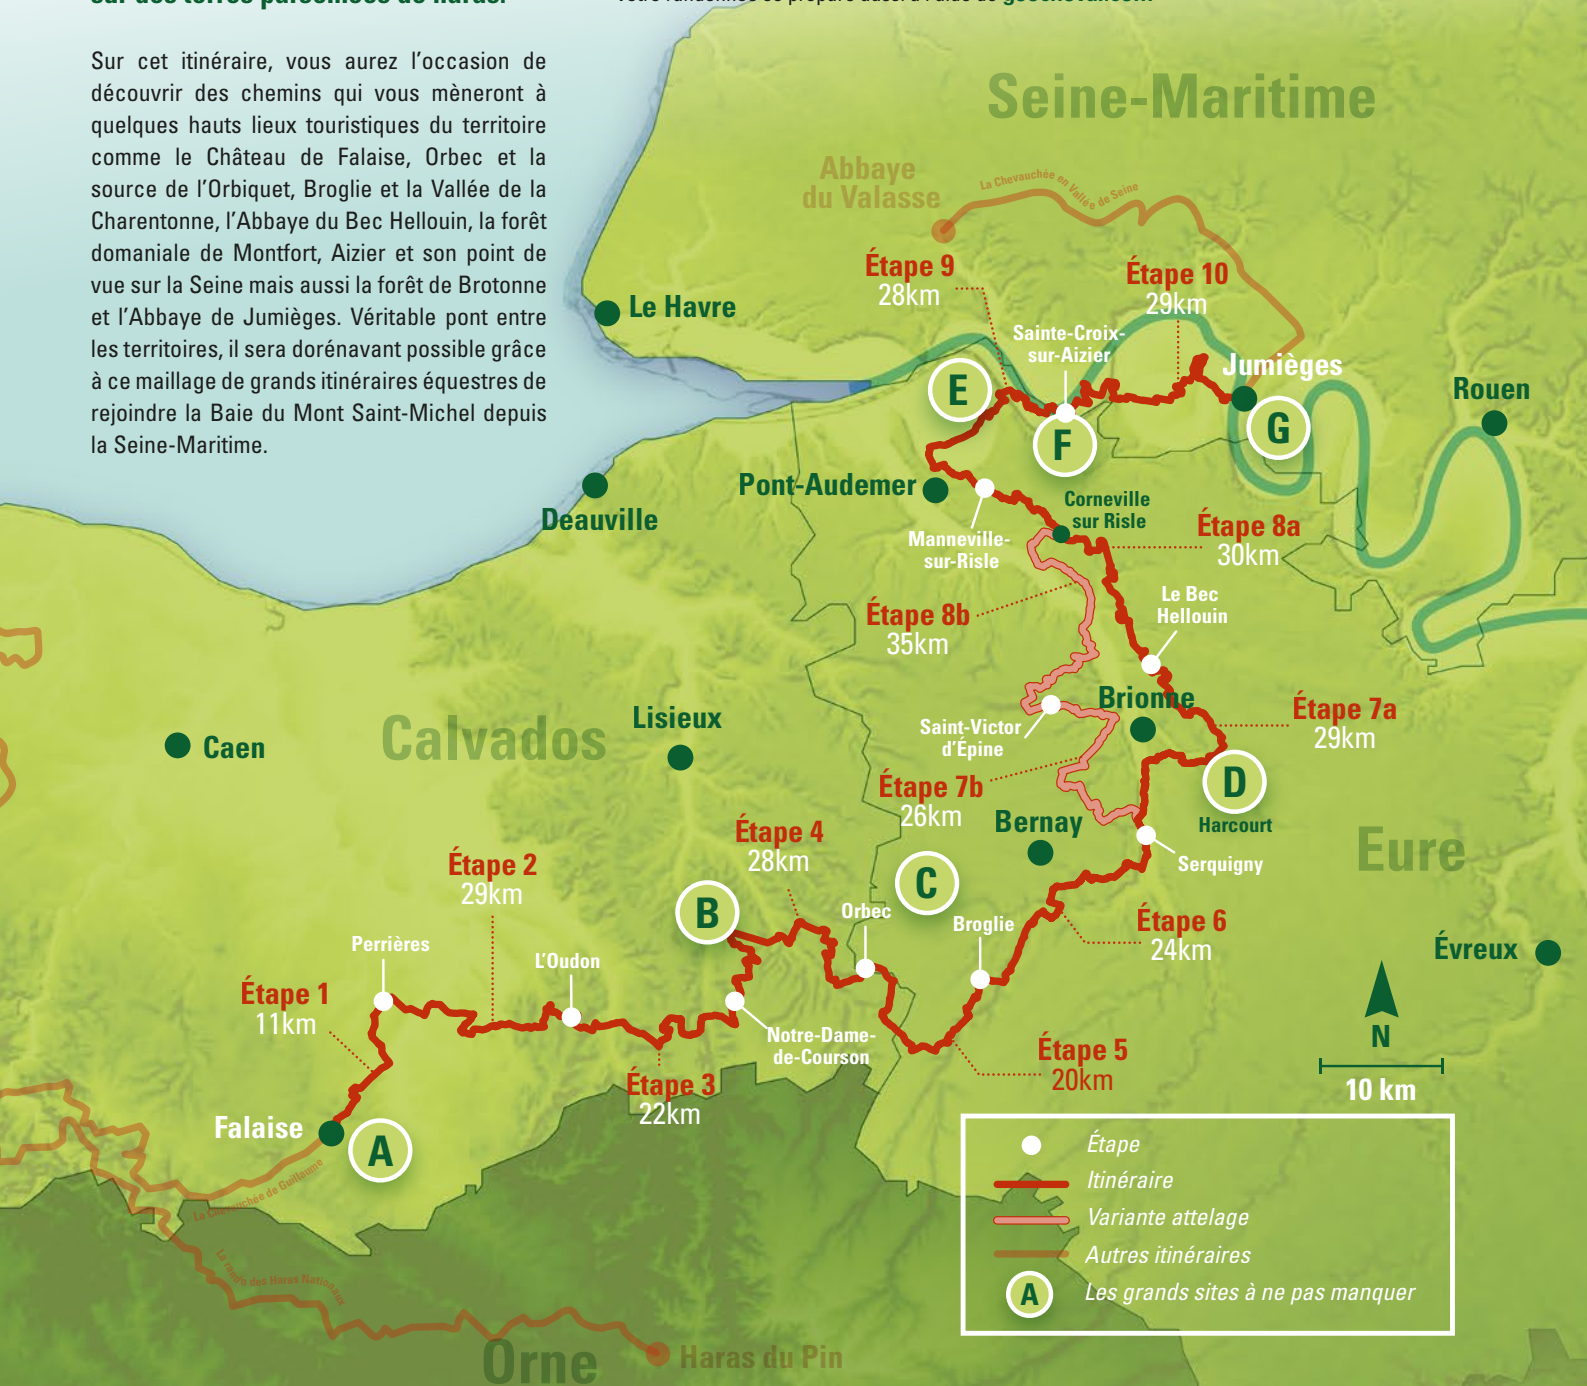 Sur cet itinéraire, vous aurez l'occasion de
découvrir des chemins qui vous mèneront à
quelques hauts lieux touristiques du territoire
comme le Château de Falaise, Orbec et la
source de l'Orbiquet, Broglie et la Vallée de la
Charentonne, l'Abbaye du Bec Hellouin, la forêt
domaniale de Montfort, Aizier et son point de
vue sur la Seine mais aussi la forêt de Brotonne
et l'Abbaye de Jumièges. Véritable pont entre
les territoires, il sera dorénavant possible grâce
à ce maillage de grands itinéraires équestres de
rejoindre la Baie du Mont Saint-Michel depuis
la Seine-Maritime.
Seine-Maritime
Abbaye
du Valasse
La Chevauchée en Vallée de Seine
Étape 9
28km
Étape 10
29km
Le Havre
Sainte-Croix-
sur-Aizier
Jumièges
E
F
G
Rouen
Pont-Audemer
Deauville
Corneville
sur Risle
Manneville-
sur-Risle
Étape 8a
30km
Étape 8b
35km
Le Bec
Hellouin
Brionne
Étape 7a
29km
Saint-Victor
d'Épine
Lisieux
Caen
Calvados
Étape 7b
26km
D
Harcourt
Bernay
Serquigny
Eure
Étape 4
28km
Étape 2
29km
C
B
Orbec
Broglie
Étape 6
24km
Évreux
Perrières
L'Oudon
Étape 1
11km
Notre-Dame-
de-Courson
Étape 5
20km
Étape 3
22km
N
10 km
Falaise
A
La Chevauchée de Guillaume
La rando des Haras Nationaux
Orne
Haras du Pin
Étape
Itinéraire
Variante attelage
Autres itinéraires
A
Les grands sites à ne pas manquer